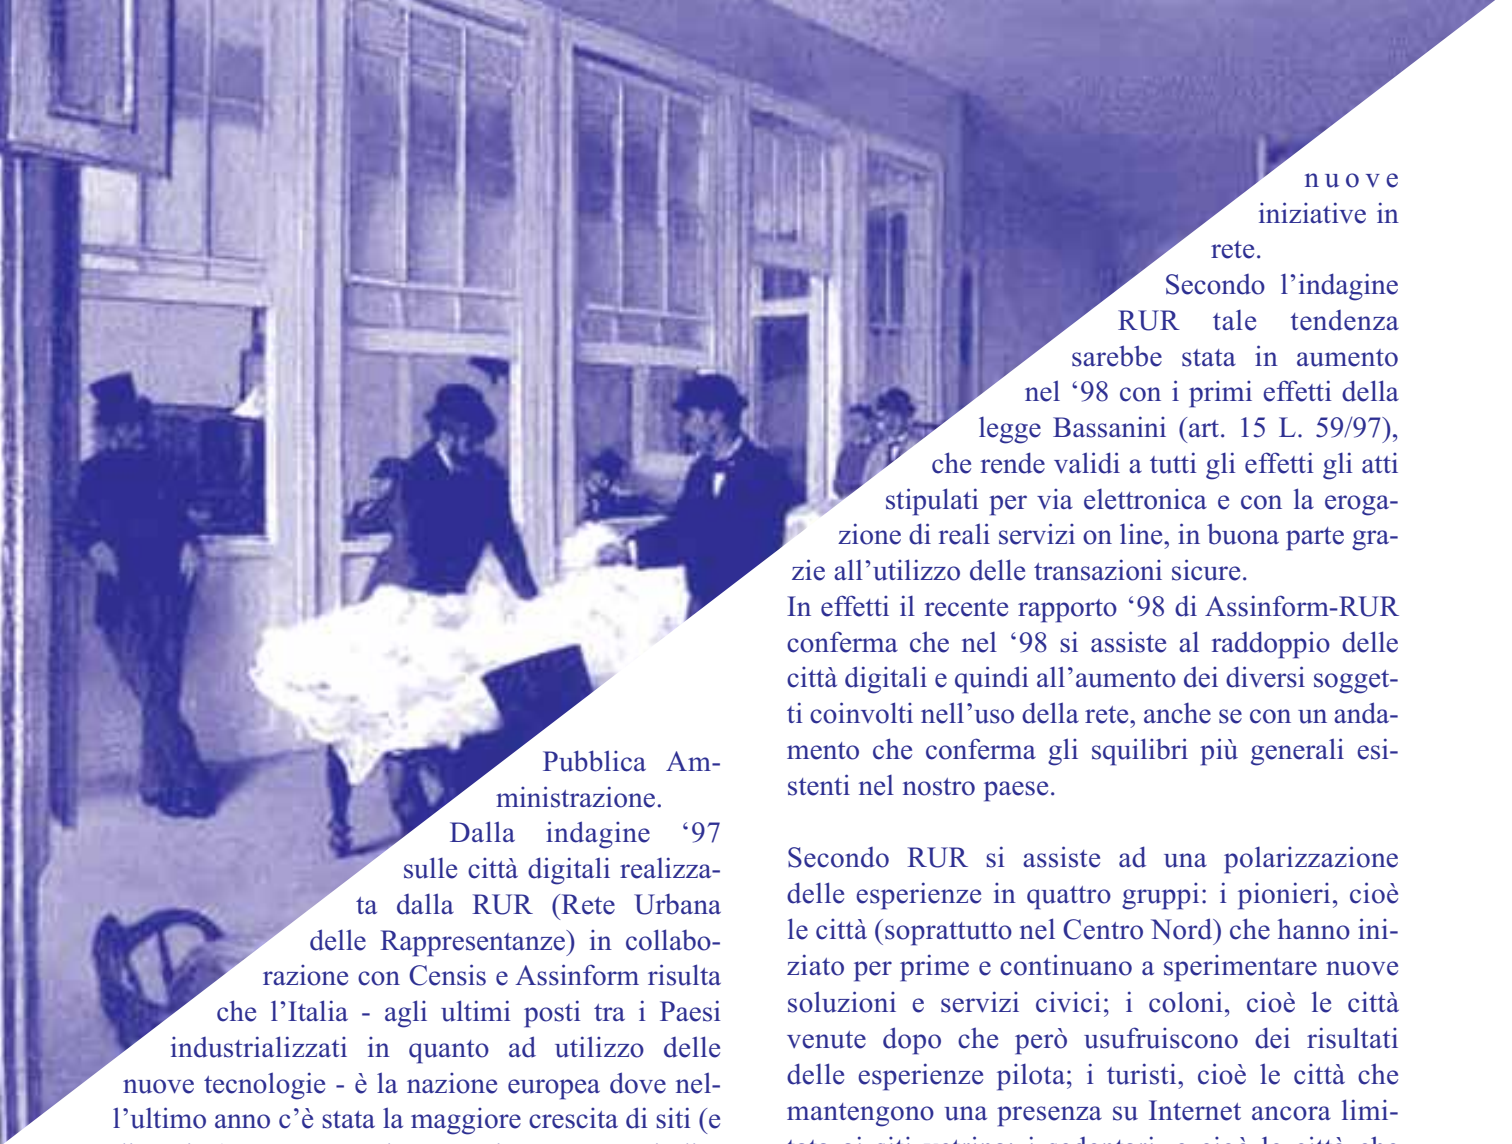 Pubblica Am-
ministrazione.
Dalla indagine ‘97
sulle città digitali realizza-
ta dalla RUR (Rete Urbana
delle Rappresentanze) in collabo-
razione con Censis e Assinform risulta
che l’Italia - agli ultimi posti tra i Paesi
industrializzati in quanto ad utilizzo delle
nuove tecnologie - è la nazione europea dove nel-
l’ultimo anno c’è stata la maggiore crescita di siti (e
nuove
iniziative in
rete.
Secondo l’indagine
RUR tale tendenza
sarebbe stata in aumento
nel ‘98 con i primi effetti della
legge Bassanini (art. 15 L. 59/97),
che rende validi a tutti gli effetti gli atti
stipulati per via elettronica e con la eroga-
zione di reali servizi on line, in buona parte gra-
zie all’utilizzo delle transazioni sicure.
In effetti il recente rapporto ‘98 di Assinform-RUR
conferma che nel ‘98 si assiste al raddoppio delle
città digitali e quindi all’aumento dei diversi sogget-
ti coinvolti nell’uso della rete, anche se con un anda-
mento che conferma gli squilibri più generali esi-
stenti nel nostro paese.
Secondo RUR si assiste ad una polarizzazione
delle esperienze in quattro gruppi: i pionieri, cioè
le città (soprattutto nel Centro Nord) che hanno ini-
ziato per prime e continuano a sperimentare nuove
soluzioni e servizi civici; i coloni, cioè le città
venute dopo che però usufruiscono dei risultati
delle esperienze pilota; i turisti, cioè le città che
mantengono una presenza su Internet ancora limi-